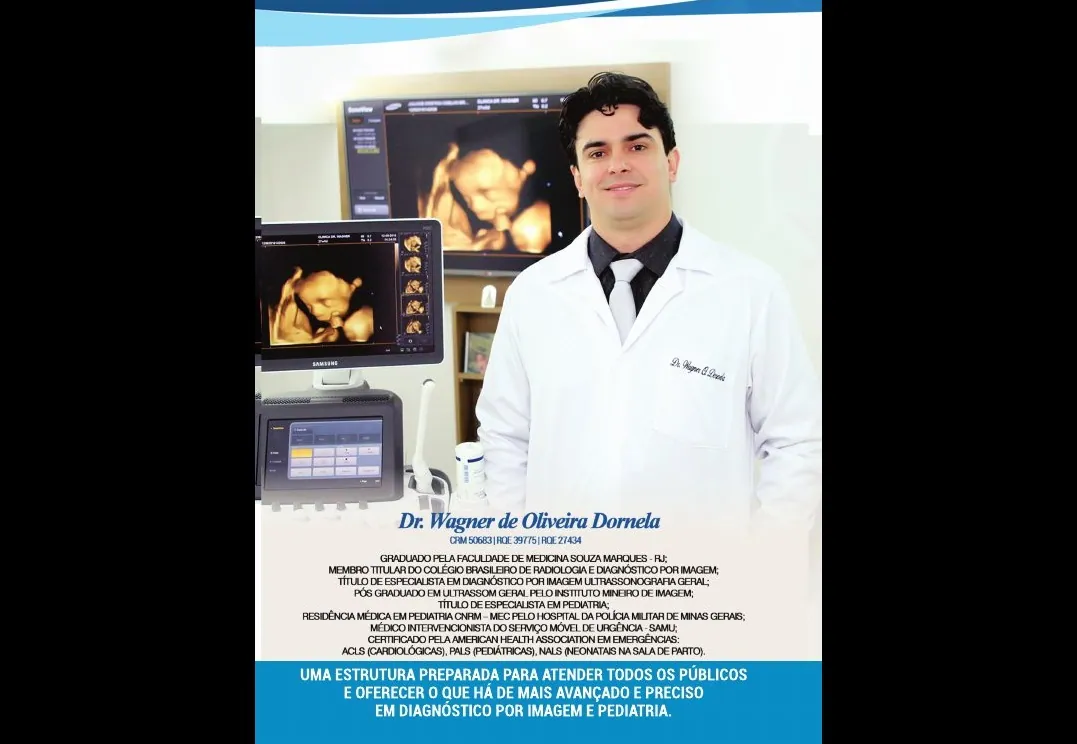 SAMSUNG
Dr. Wagner O. Dornela
Dr. Wagner de Oliveira Dornela
CRM 50683 | RQE 39775 | RQE 27434
GRADUADO PELA FACULDADE DE MEDICINA SOUZA MARQUES - RJ;
MEMBRO TITULAR DO COLÉGIO BRASILEIRO DE RADIOLOGIA E DIAGNÓSTICO POR IMAGEM;
TÍTULO DE ESPECIALISTA EM DIAGNÓSTICO POR IMAGEM ULTRASSONOGRAFIA GERAL;
PÓS GRADUADO EM ULTRASSOM GERAL PELO INSTITUTO MINEIRO DE IMAGEM;
TÍTULO DE ESPECIALISTA EM PEDIATRIA;
RESIDÊNCIA MÉDICA EM PEDIATRIA CNRM – MEC PELO HOSPITAL DA POLÍCIA MILITAR DE MINAS GERAIS;
MÉDICO INTERVENCIONISTA DO SERVIÇO MÓVEL DE URGÊNCIA - SAMU;
CERTIFICADO PELA AMERICAN HEALTH ASSOCIATION EM EMERGÊNCIAS:
ACLS (CARDIOLÓGICAS), PALS (PEDIÁTRICAS), NALS (NEONATAIS NA SALA DE PARTO).
UMA ESTRUTURA PREPARADA PARA ATENDER TODOS OS PÚBLICOS
E OFERECER O QUE HÁ DE MAIS AVANÇADO E PRECISO
EM DIAGNÓSTICO POR IMAGEM E PEDIATRIA.